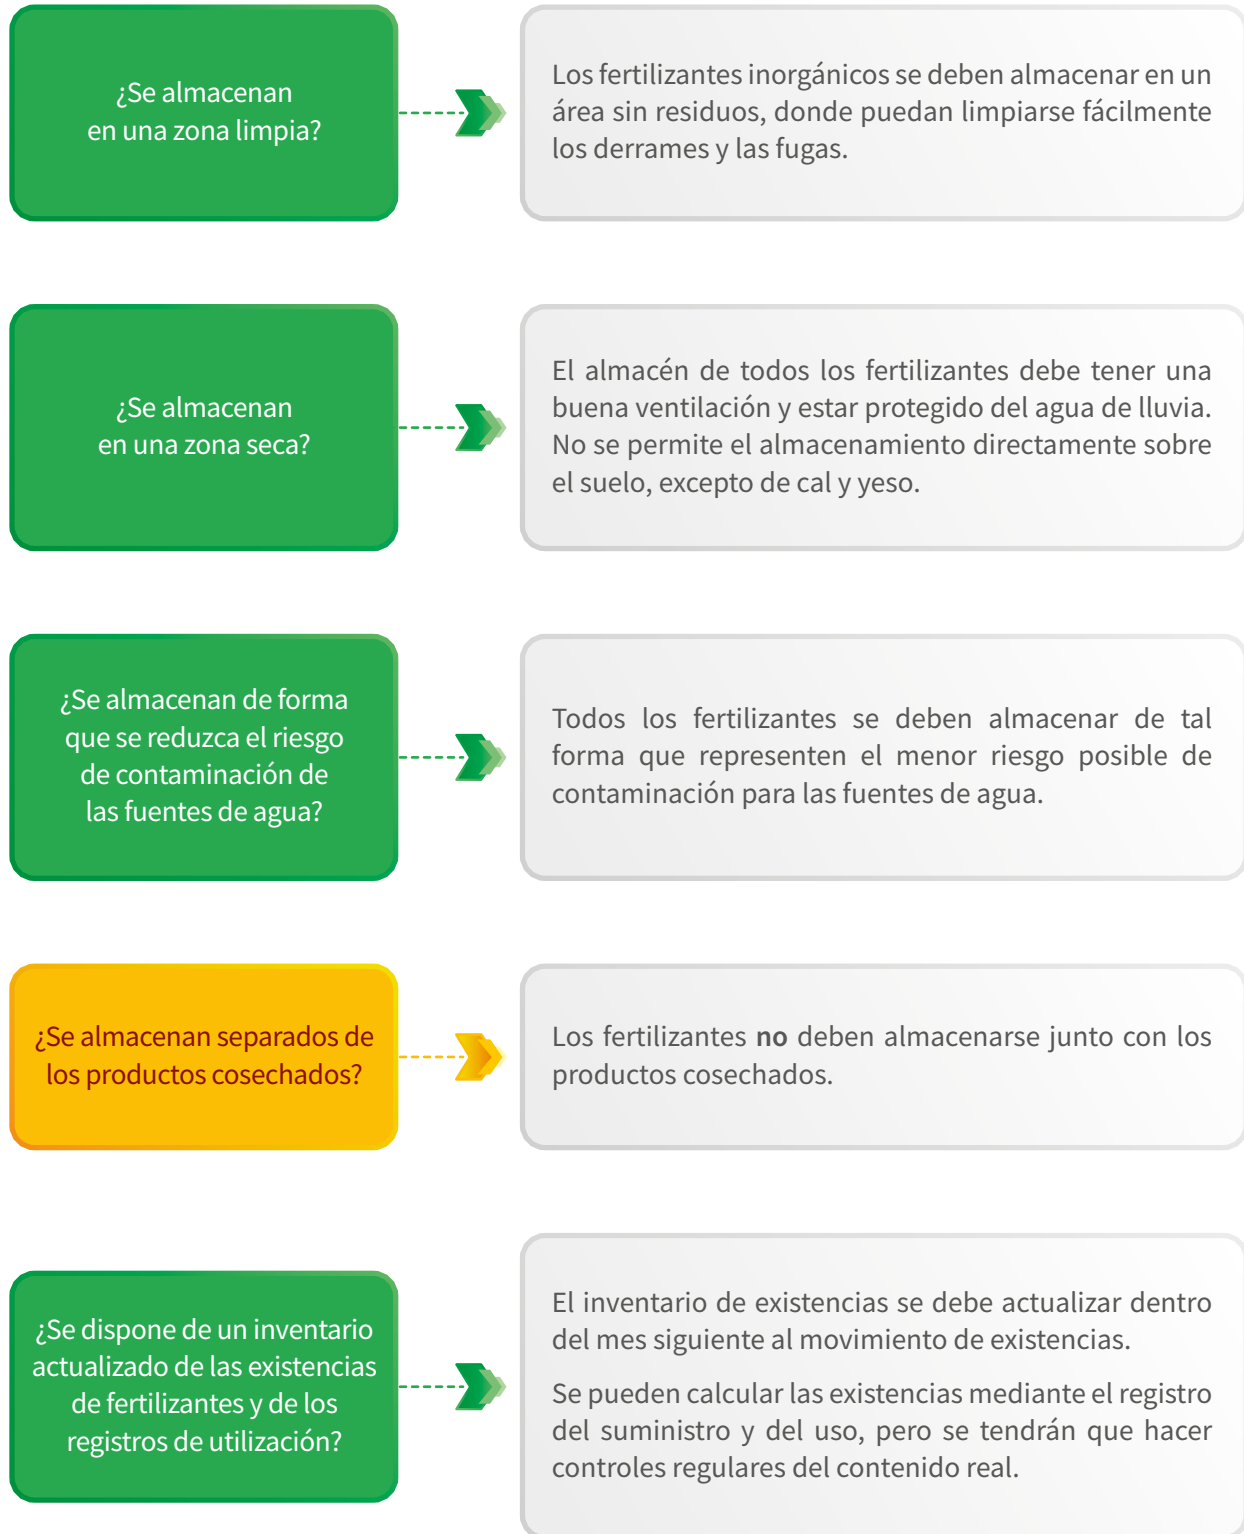 ¿Se almacenan
en una zona limpia?
Los fertilizantes inorgánicos se deben almacenar en un
área sin residuos, donde puedan limpiarse fácilmente
los derrames y las fugas.
¿Se almacenan
en una zona seca?
El almacén de todos los fertilizantes debe tener una
buena ventilación y estar protegido del agua de lluvia.
No se permite el almacenamiento directamente sobre
el suelo, excepto de cal y yeso.
¿Se almacenan de forma
que se reduzca el riesgo
de contaminación de
las fuentes de agua?
Todos los fertilizantes se deben almacenar de tal
forma que representen el menor riesgo posible de
contaminación para las fuentes de agua.
¿Se almacenan separados de
los productos cosechados?
Los fertilizantes no deben almacenarse junto con los
productos cosechados.
¿Se dispone de un inventario
actualizado de las existencias
de fertilizantes y de los
registros de utilización?
El inventario de existencias se debe actualizar dentro
del mes siguiente al movimiento de existencias.
Se pueden calcular las existencias mediante el registro
del suministro y del uso, pero se tendrán que hacer
controles regulares del contenido real.